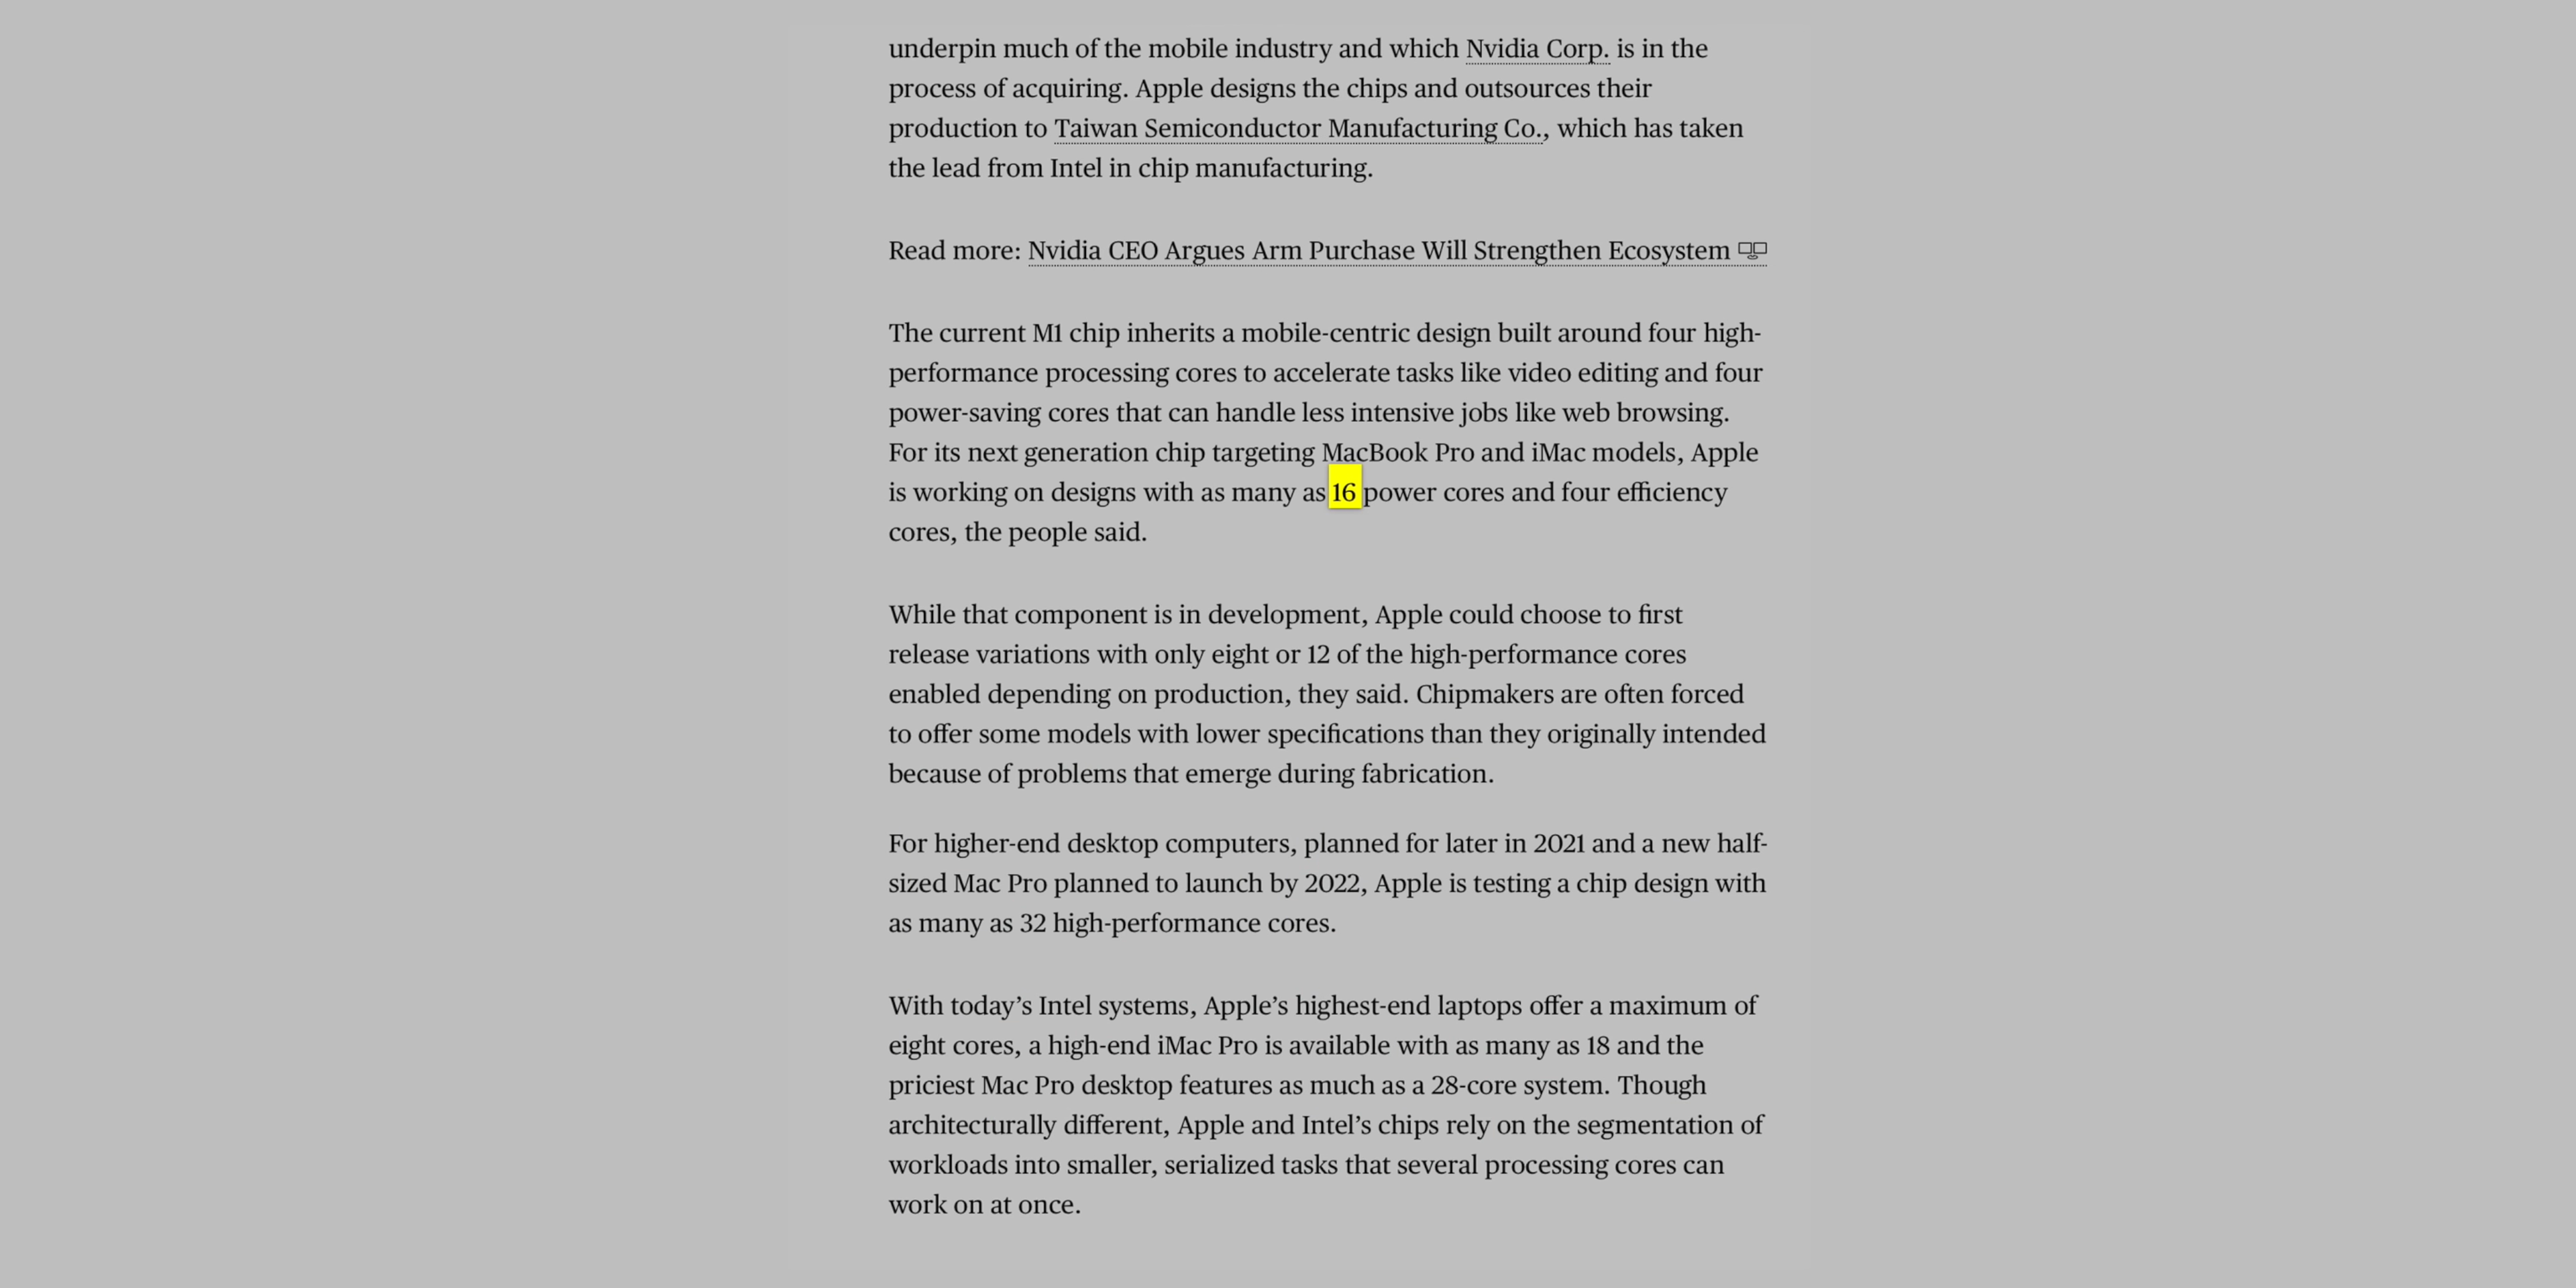 underpin much of the mobile industry and which Nvidia Corp. is in the
process of acquiring. Apple designs the chips and outsources their
production to Taiwan Semiconductor Manufacturing Co., which has taken
the lead from Intel in chip manufacturing.
Read more: Nvidia CEO Argues Arm Purchase Will Strengthen Ecosystem
The current M1 chip inherits a mobile-centric design built around four high-
performance processing cores to accelerate tasks like video editing and four
power-saving cores that can handle less intensive jobs like web browsing.
For its next generation chip targeting MacBook Pro and iMac models, Apple
is working on designs with as many as 16 power cores and four efficiency
cores, the people said.
While that component is in development, Apple could choose to first
release variations with only eight or 12 of the high-performance cores
enabled depending on production, they said. Chipmakers are often forced
to offer some models with lower specifications than they originally intended
because of problems that emerge during fabrication.
For higher-end desktop computers, planned for later in 2021 and a new half-
sized Mac Pro planned to launch by 2022, Apple is testing a chip design with
as many as 32 high-performance cores.
With today’s Intel systems, Apple’s highest-end laptops offer a maximum of
eight cores, a high-end iMac Pro is available with as many as 18 and the
priciest Mac Pro desktop features as much as a 28-core system. Though
architecturally different, Apple and Intel’s chips rely on the segmentation of
workloads into smaller, serialized tasks that several processing cores can
work on at once.